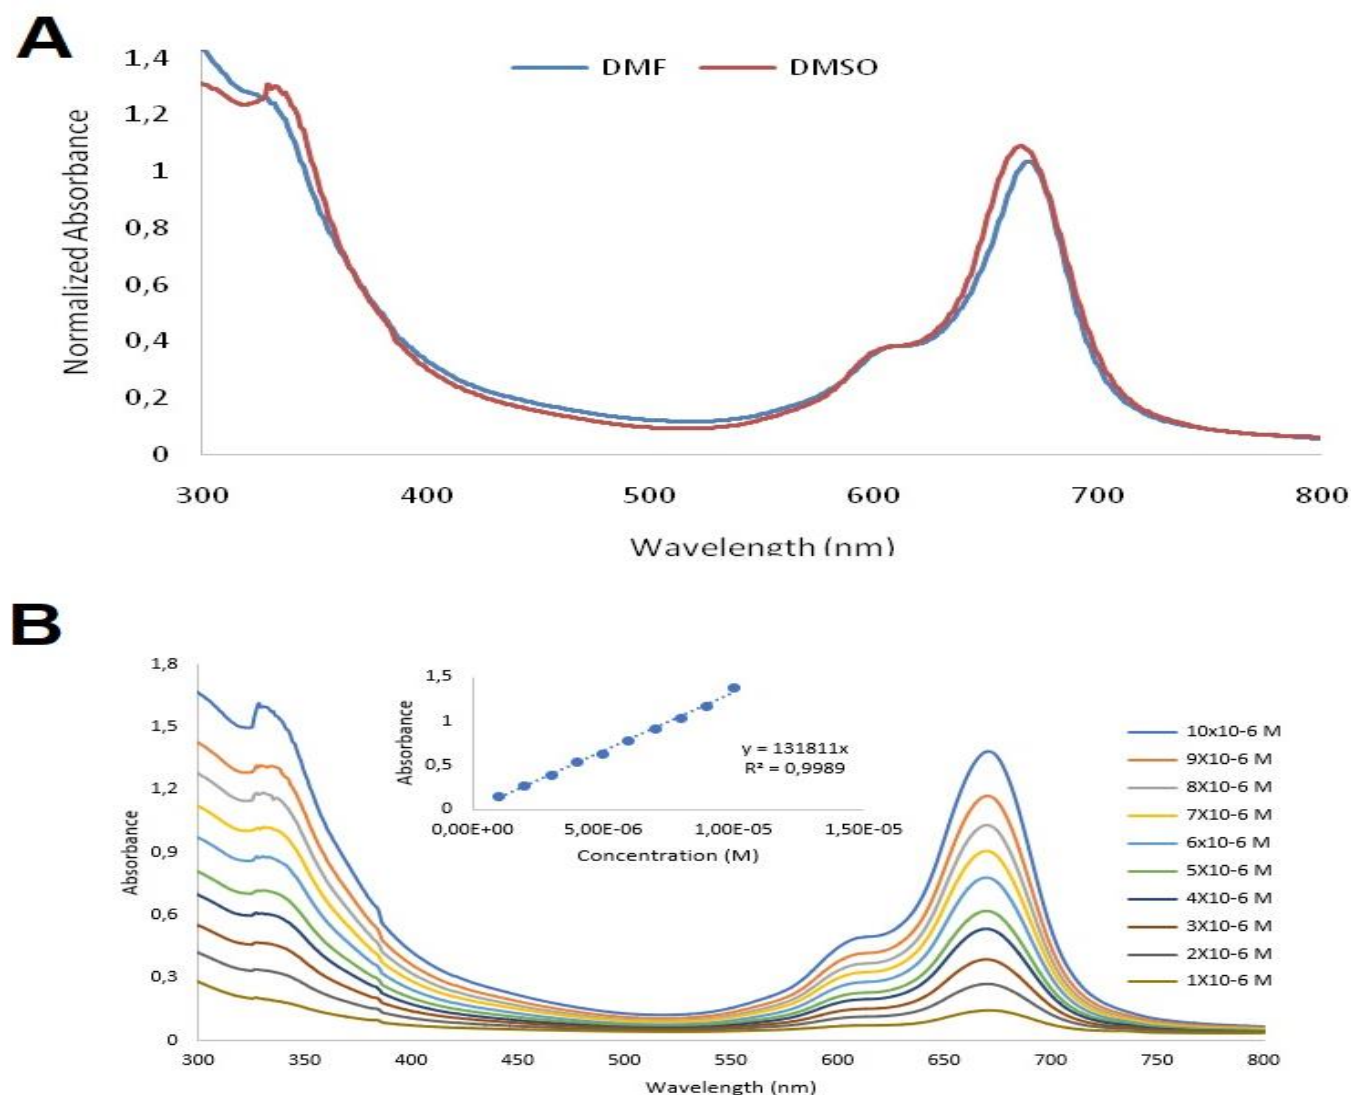 A
1,4
1,2
1
0,8
0,6
0,4
0,2
0
Normalized Absorbance
DMF
DMSO
300 400 500 600 700 800
Wavelength (nm)
B
1,8
1,5
1,2
0,9
0,6
0,3
0
Absorbance
1,5
1
0,5
0
Absorbance
y = 131811x
R² = 0,9989
0,00E+00 5,00E-06 1,00E-05 1,50E-05
Concentration (M)
10x10-6 M
9X10-6 M
8X10-6 M
7X10-6 M
6x10-6 M
5X10-6 M
4X10-6 M
3X10-6 M
2X10-6 M
1X10-6 M
300 350 400 450 500 550 600 650 700 750 800
Wavelength (nm)